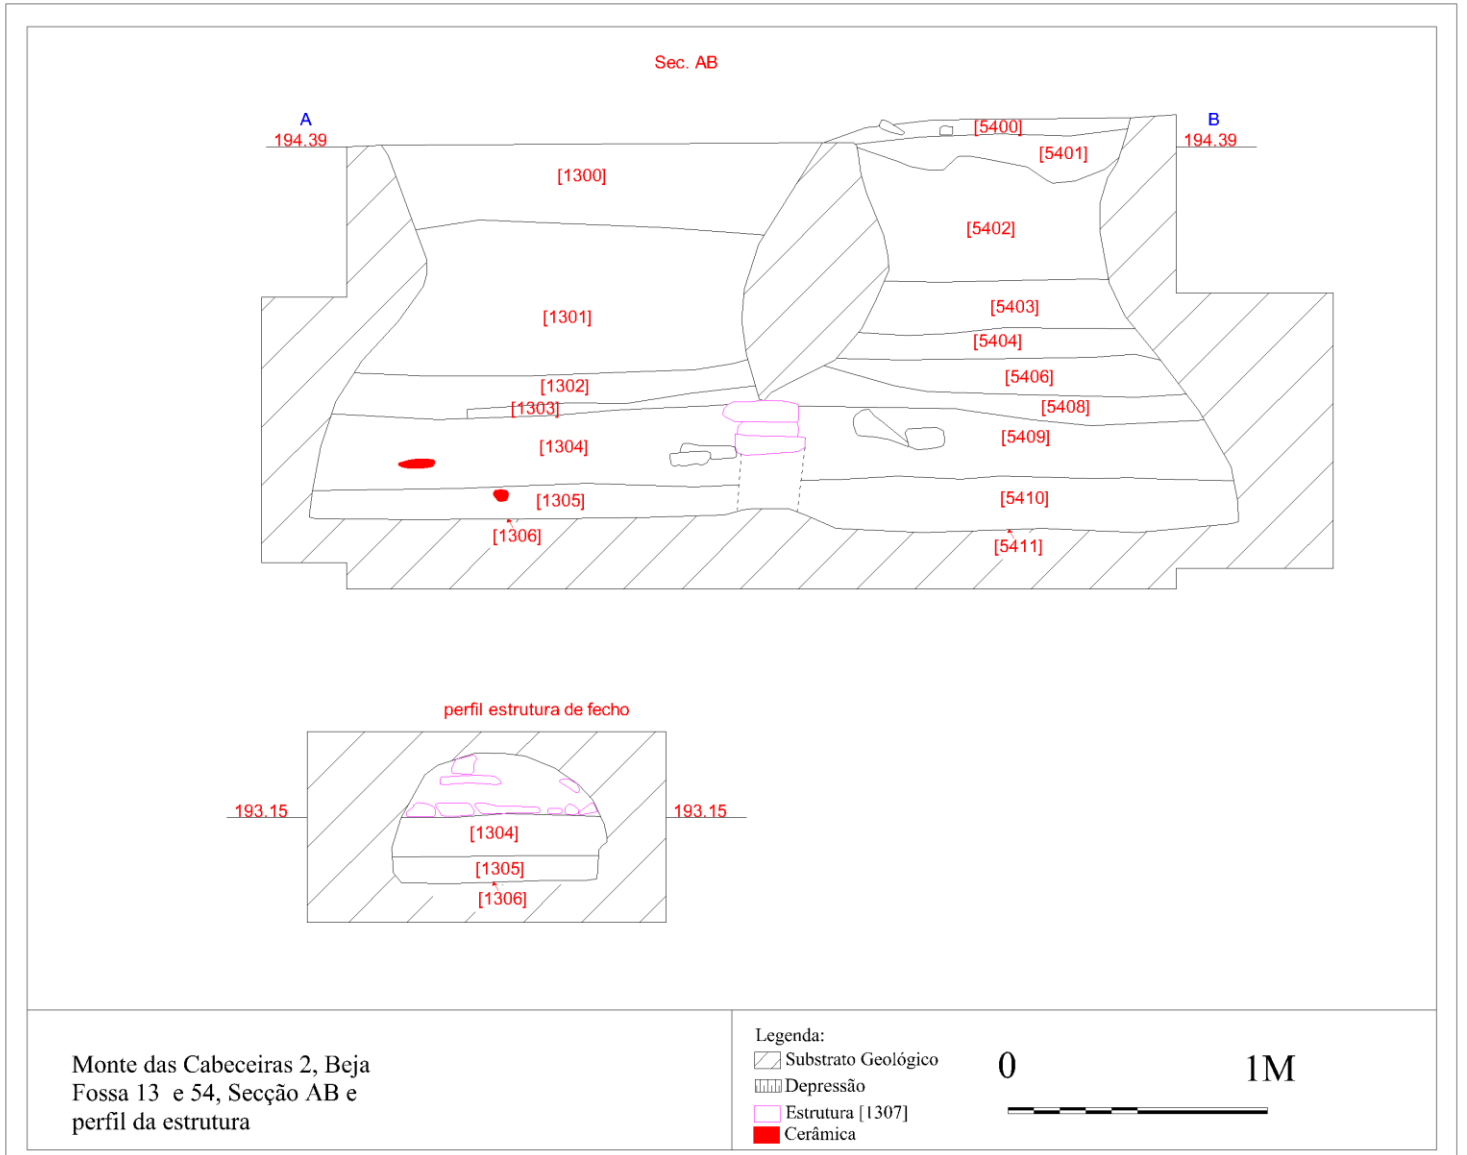 Sec. AB
A
B
194.39
194.39
[5400]
[5401]
[1300]
[5402]
[5403]
[1301]
[5404]
[5406]
[1302]
[1303]
[5408]
[5409]
[1304]
[5410]
[1305]
[1306]
[5411]
perfil estrutura de fecho
193.15
193.15
[1304]
[1305]
[1306]
Monte das Cabeceiras 2, Beja
Fossa 13 e 54, Secção AB e
perfil da estrutura
Legenda:
Substrato Geológico
Depressão
Estrutura [1307]
Cerâmica
0
1M